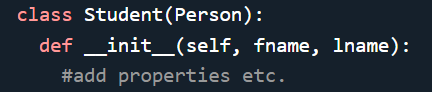 class Student(Person):
  def __init__(self, fname, lname):
    #add properties etc.